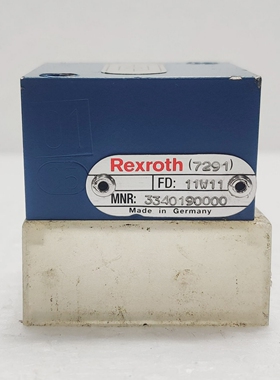 Rexroth (7291)
FD: 11W11
MNR: 3340190000
Made in Germany